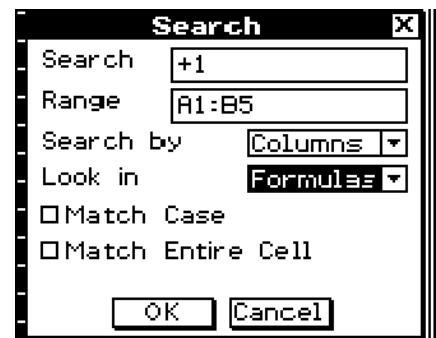 Search X
Search +1
Range A1:B5
Search by Columns
Look in Formulas
Match Case
Match Entire Cell
OK Cancel